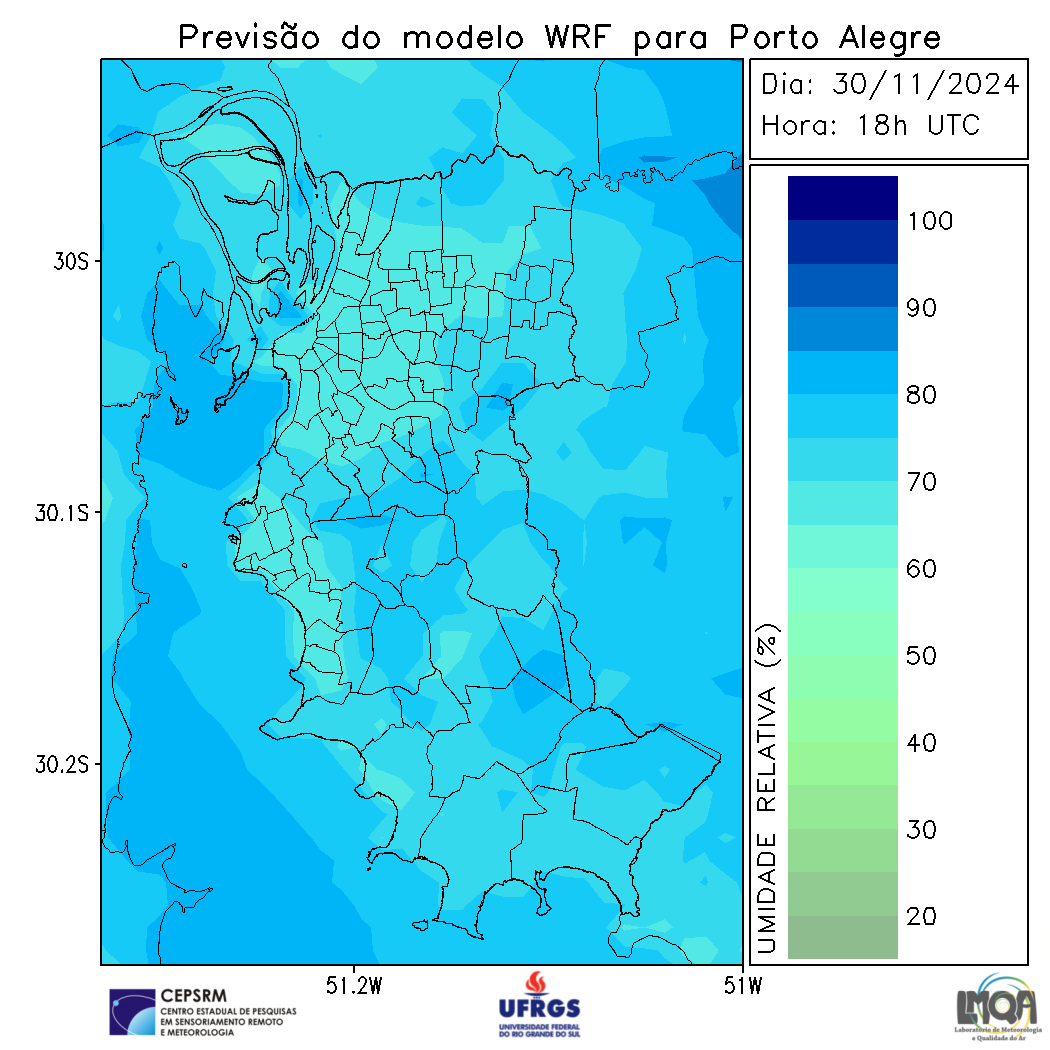 Previsão do modelo WRF para Porto Alegre
Dia: 30/11/2024
Hora: 18h UTC
30S
30.1S
30.2S
51.2W
51W
100
90
80
70
60
50
40
30
20
UMIDADE RELATIVA (%)
CEPSRM
CENTRO ESTADUAL DE PESQUISAS
EM SENSORIAMENTO REMOTO
E METEOROLOGIA
UFRGS
UNIVERSIDADE FEDERAL
DO RIO GRANDE DO SUL
LMQA
Laboratório de Meteorologia
e Qualidade do Ar